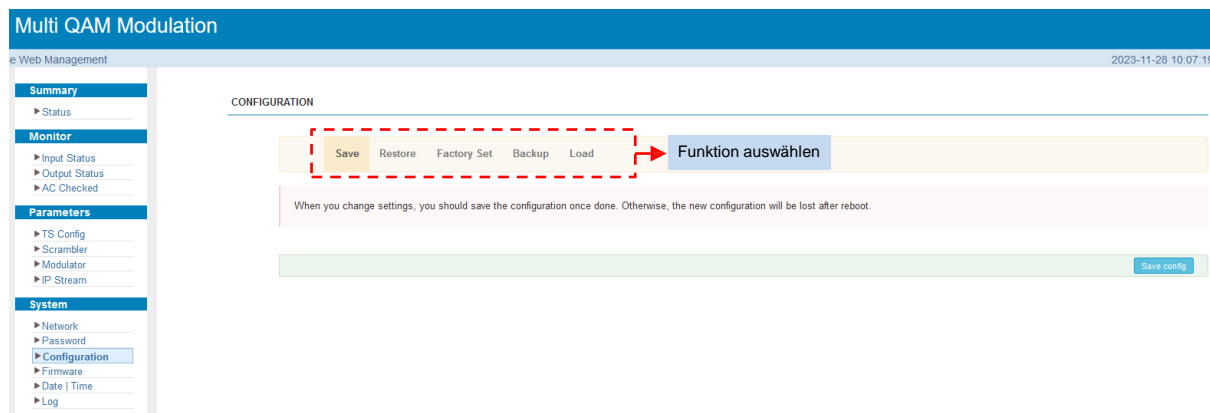 Multi QAM Modulation
e Web Management 2023-11-28 10:07:19
Summary
Status
Monitor
Input Status
Output Status
AC Checked
Parameters
TS Config
Scrambler
Modulator
IP Stream
System
Network
Password
Configuration
Firmware
Date | Time
Log
CONFIGURATION
Save Restore Factory Set Backup Load
Funktion auswählen
When you change settings, you should save the configuration once done. Otherwise, the new configuration will be lost after reboot.
Save config